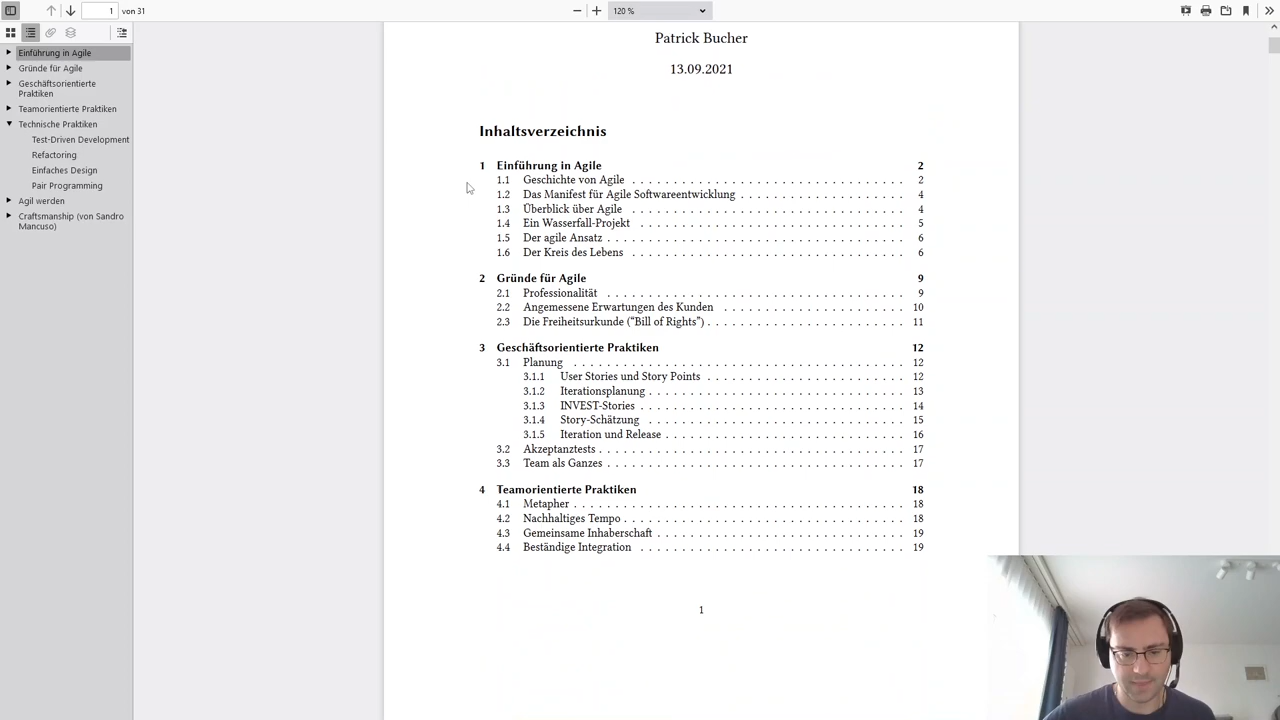 1 von 31
120 %
Einführung in Agile
Gründe für Agile
Geschäftsorientierte
Praktiken
Teamorientierte Praktiken
Technische Praktiken
Test-Driven Development
Refactoring
Einfaches Design
Pair Programming
Agil werden
Craftsmanship (von Sandro
Mancuso)
Patrick Bucher
13.09.2021
Inhaltsverzeichnis
1 Einführung in Agile 2
1.1 Geschichte von Agile . . . . . . . . . . . . . . . . . . . . . . . . . . 2
1.2 Das Manifest für Agile Softwareentwicklung . . . . . . . . . . . . . . . . 4
1.3 Überblick über Agile . . . . . . . . . . . . . . . . . . . . . . . . . . 4
1.4 Ein Wasserfall-Projekt . . . . . . . . . . . . . . . . . . . . . . . . . 5
1.5 Der agile Ansatz . . . . . . . . . . . . . . . . . . . . . . . . . . . . 6
1.6 Der Kreis des Lebens . . . . . . . . . . . . . . . . . . . . . . . . . . 6
2 Gründe für Agile 9
2.1 Professionalität . . . . . . . . . . . . . . . . . . . . . . . . . . . . 9
2.2 Angemessene Erwartungen des Kunden . . . . . . . . . . . . . . . . . 10
2.3 Die Freiheitsurkunde (“Bill of Rights”) . . . . . . . . . . . . . . . . . . . 11
3 Geschäftsorientierte Praktiken 12
3.1 Planung . . . . . . . . . . . . . . . . . . . . . . . . . . . . . . . 12
3.1.1 User Stories und Story Points . . . . . . . . . . . . . . . . . . . 12
3.1.2 Iterationsplanung . . . . . . . . . . . . . . . . . . . . . . . . 13
3.1.3 INVEST-Stories . . . . . . . . . . . . . . . . . . . . . . . . . 14
3.1.4 Story-Schätzung . . . . . . . . . . . . . . . . . . . . . . . . . 15
3.1.5 Iteration und Release . . . . . . . . . . . . . . . . . . . . . . . 16
3.2 Akzeptanztests . . . . . . . . . . . . . . . . . . . . . . . . . . . . . 17
3.3 Team als Ganzes . . . . . . . . . . . . . . . . . . . . . . . . . . . . 17
4 Teamorientierte Praktiken 18
4.1 Metapher . . . . . . . . . . . . . . . . . . . . . . . . . . . . . . . 18
4.2 Nachhaltiges Tempo . . . . . . . . . . . . . . . . . . . . . . . . . . 18
4.3 Gemeinsame Inhaberschaft . . . . . . . . . . . . . . . . . . . . . . . 19
4.4 Beständige Integration . . . . . . . . . . . . . . . . . . . . . . . . . 19
1